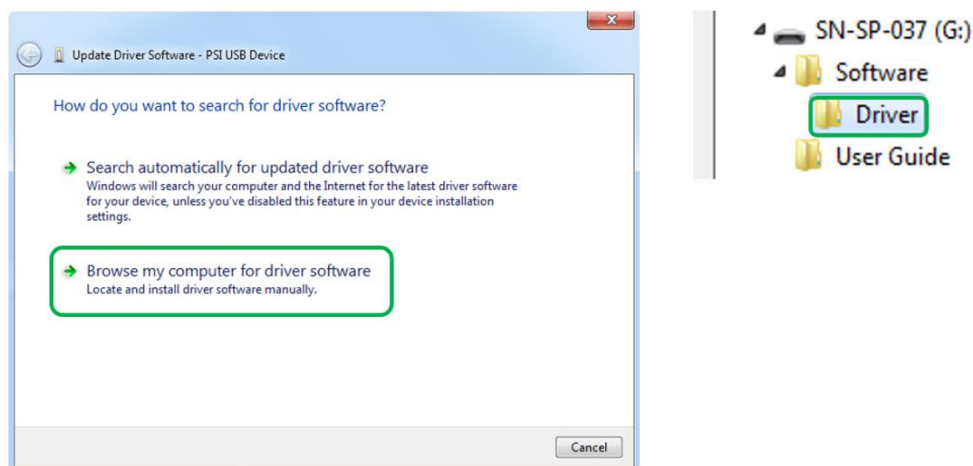 Update Driver Software - PSI USB Device
How do you want to search for driver software?
Search automatically for updated driver software
Windows will search your computer and the Internet for the latest driver software
for your device, unless you've disabled this feature in your device installation
settings.
Browse my computer for driver software
Locate and install driver software manually.
Cancel
SN-SP-037 (G:)
Software
Driver
User Guide